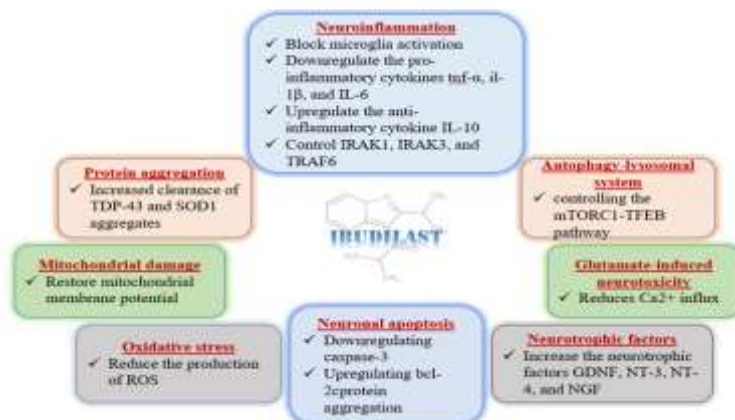 Neuroinflammation
✓ Block microglia activation
✓ Downregulate the pro-
inflammatory cytokines tnf-α, il-
1β, and IL-6
✓ Upregulate the anti-
inflammatory cytokine IL-10
✓ Control IRAK1, IRAK3, and
TRAF6
Protein aggregation
✓ Increased clearance of
TDP-43 and SOD1
aggregates
Autophagy-lysosomal
system
✓ controlling the
mTORC1-TFEB
pathway
IBUDILAST
Mitochondrial damage
✓ Restore mitochondrial
membrane potential
Glutamate induced
neurotoxicity
✓ Reduces Ca2+ influx
Oxidative stress
✓ Reduce the production
of ROS
Neuronal apoptosis
✓ Downregulating
caspase-3
✓ Upregulating bcl-
2cprotein
aggregation
Neurotrophic factors
✓ Increase the neurotrophic
factors GDNF, NT-3, NT-
4, and NGF